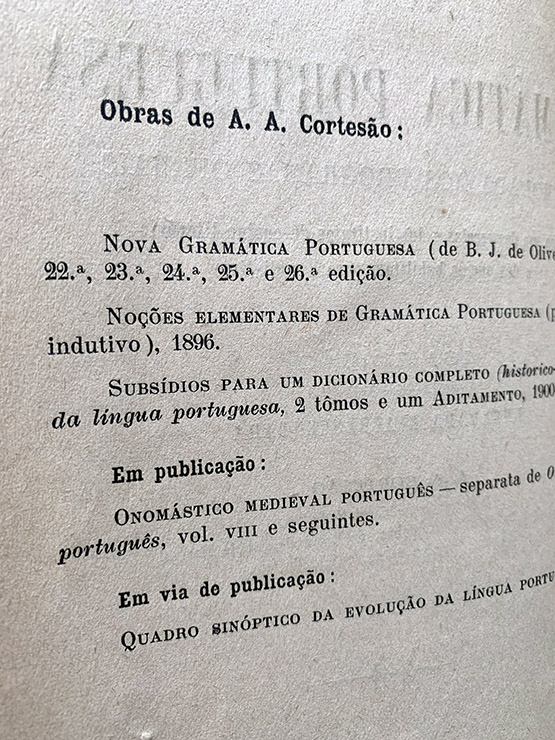 Obras de A. A. Cortesão:
NOVA GRAMÁTICA PORTUGUESA (de B. J. de
22.ª, 23.ª, 24.ª, 25.ª e 26.ª edição.
NOÇÕES ELEMENTARES DE GRAMÁTICA PORTUGUESA
indutivo), 1896.
SUBSÍDIOS PARA UM DICIONÁRIO COMPLETO (historico-
da língua portuguesa, 2 tômos e um ADITAMENTO, 1900
Em publicação:
ONOMÁSTICO MEDIEVAL PORTUGUÊS — separata de
português, vol. VIII e seguintes.
Em via de publicação:
QUADRO SINÓPTICO DA EVOLUÇÃO DA LÍNGUA